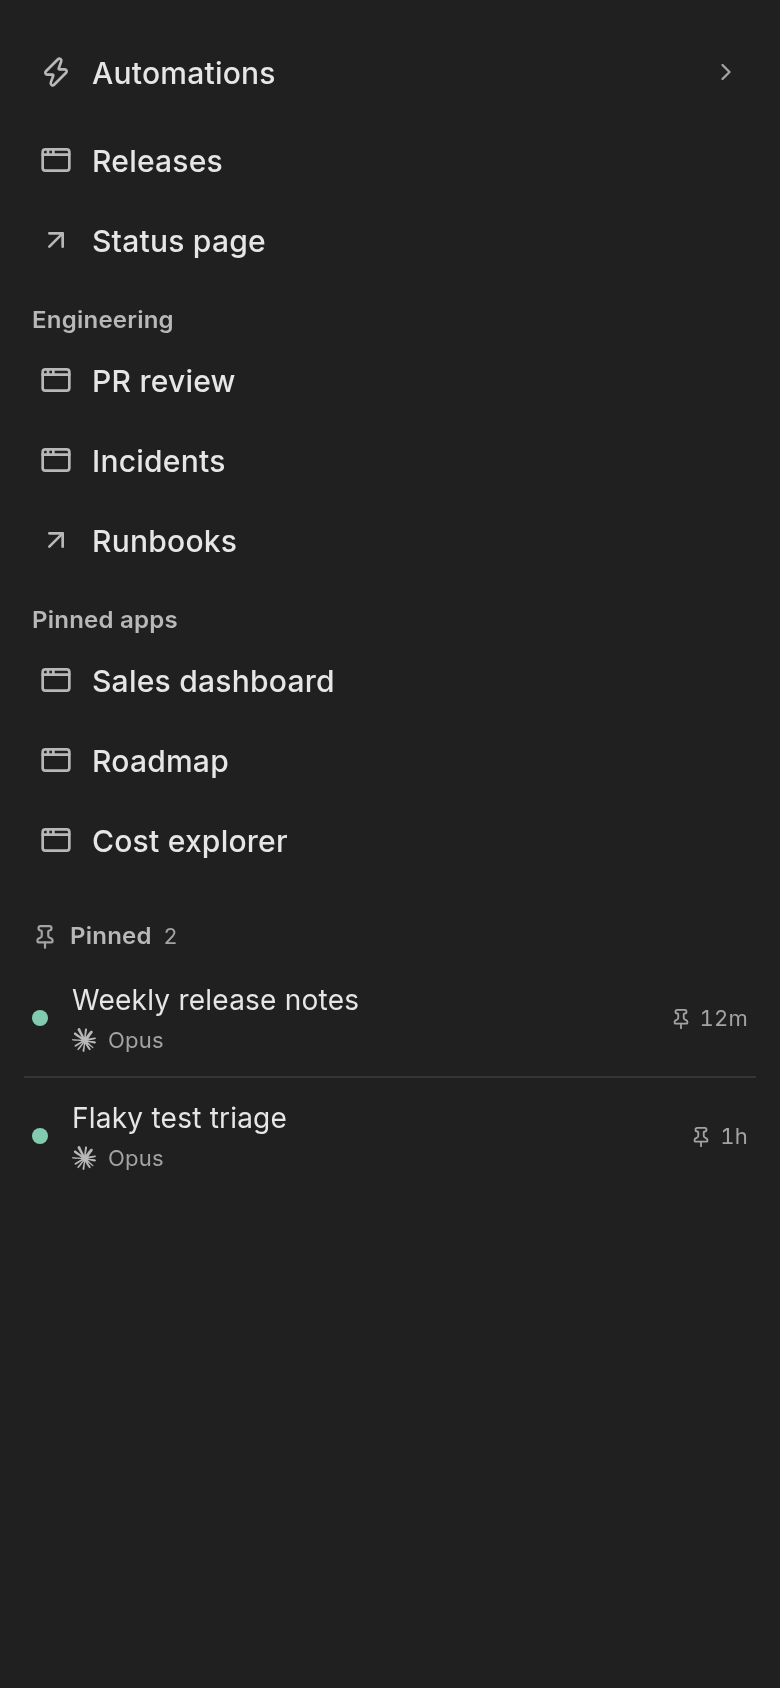 Automations
Releases
Status page
Engineering
PR review
Incidents
Runbooks
Pinned apps
Sales dashboard
Roadmap
Cost explorer
Pinned 2
Weekly release notes
12m
Opus
Flaky test triage
1h
Opus